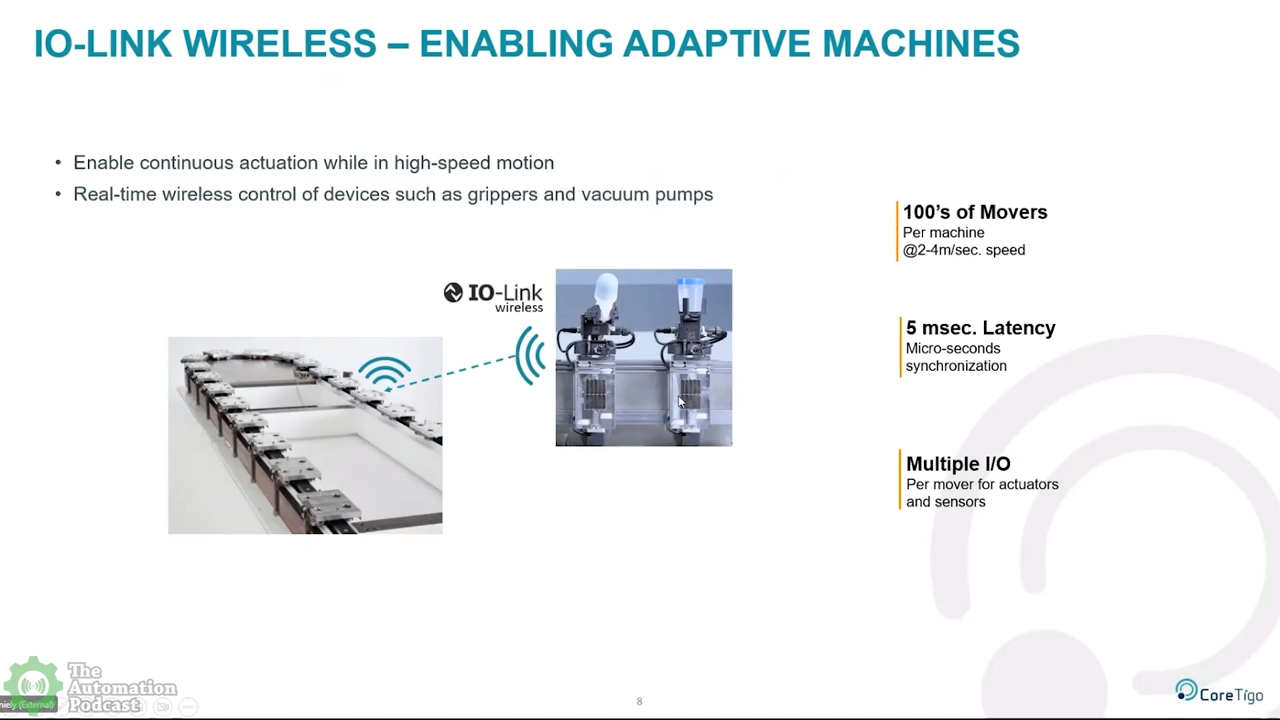 IO-LINK WIRELESS – ENABLING ADAPTIVE MACHINES
• Enable continuous actuation while in high-speed motion
• Real-time wireless control of devices such as grippers and vacuum pumps
100's of Movers
Per machine
@2-4m/sec. speed
IO-Link
wireless
5 msec. Latency
Micro-seconds
synchronization
Multiple I/O
Per mover for actuators
and sensors
The
Automation
Podcast
(External)
8
CoreTigo